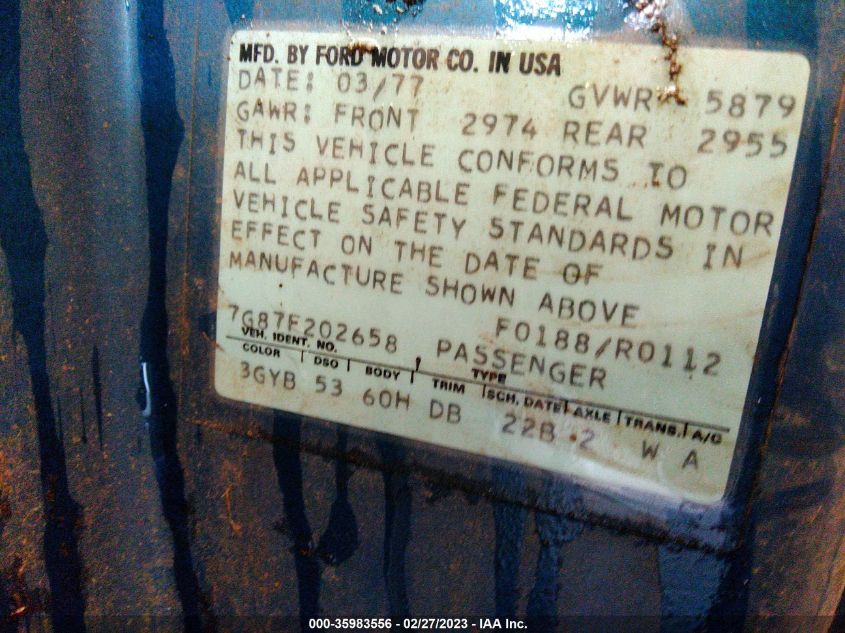 MFD. BY FORD MOTOR CO. IN USA
DATE: 03/77 GVWR: 5879
GAWR: FRONT 2974 REAR 2955
THIS VEHICLE CONFORMS TO
ALL APPLICABLE FEDERAL MOTOR
VEHICLE SAFETY STANDARDS IN
EFFECT ON THE DATE OF
MANUFACTURE SHOWN ABOVE
F0188/R0112
7G87F202658 PASSENGER
VEH. IDENT. NO. TYPE
COLOR DSO BODY TRIM SCH. DATE AXLE TRANS. A/C
3GYB 53 60H DB 22B 2 W A
000-35983556 - 02/27/2023 - IAA Inc.